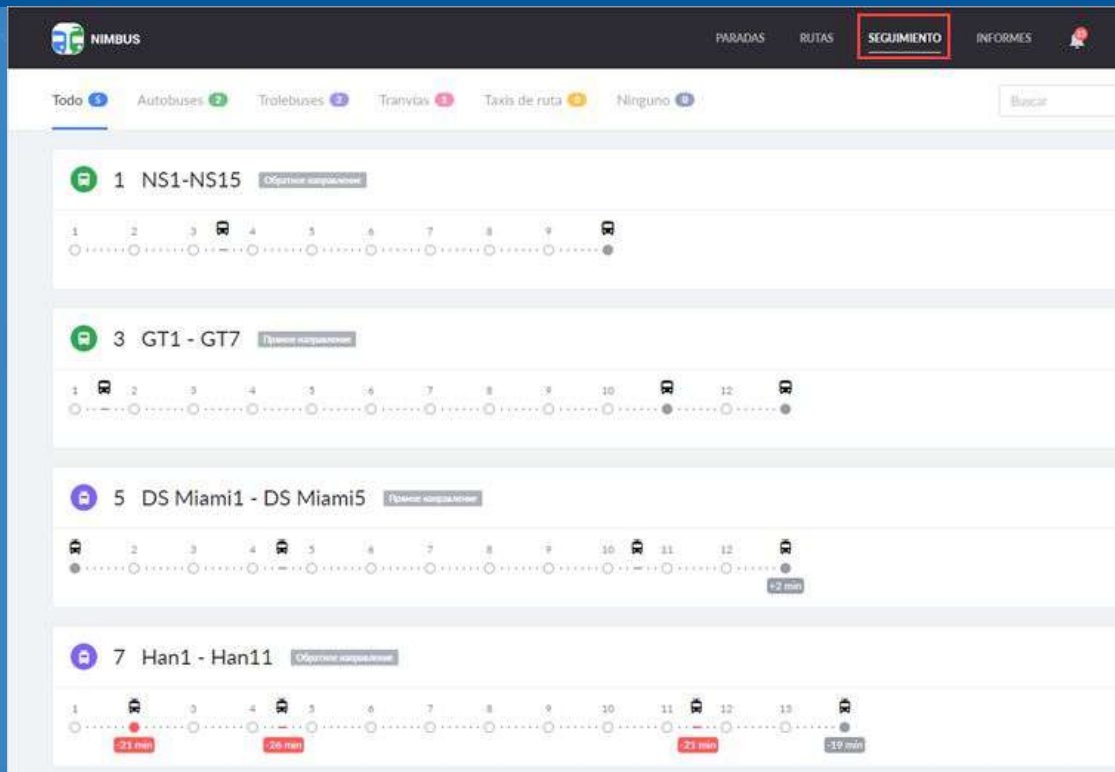 NIMBUS PARADAS RUTAS SEGUIMIENTO INFORMES
Todo 5 Autobuses 2 Trolebuses 2 Tranvías 1 Taxis de ruta 0 Ninguno 0 Buscar
1 NS1-NS15 Обратное направление
1 2 3 4 5 6 7 8 9
3 GT1 - GT7 Прямое направление
1 2 3 4 5 6 7 8 9 10 12
5 DS Miami1 - DS Miami5 Прямое направление
2 3 4 5 6 7 8 9 10 11 12
+2 min
7 Han1 - Han11 Обратное направление
1 3 4 5 6 7 8 9 10 11 12 13
-21 min -26 min -21 min -19 min